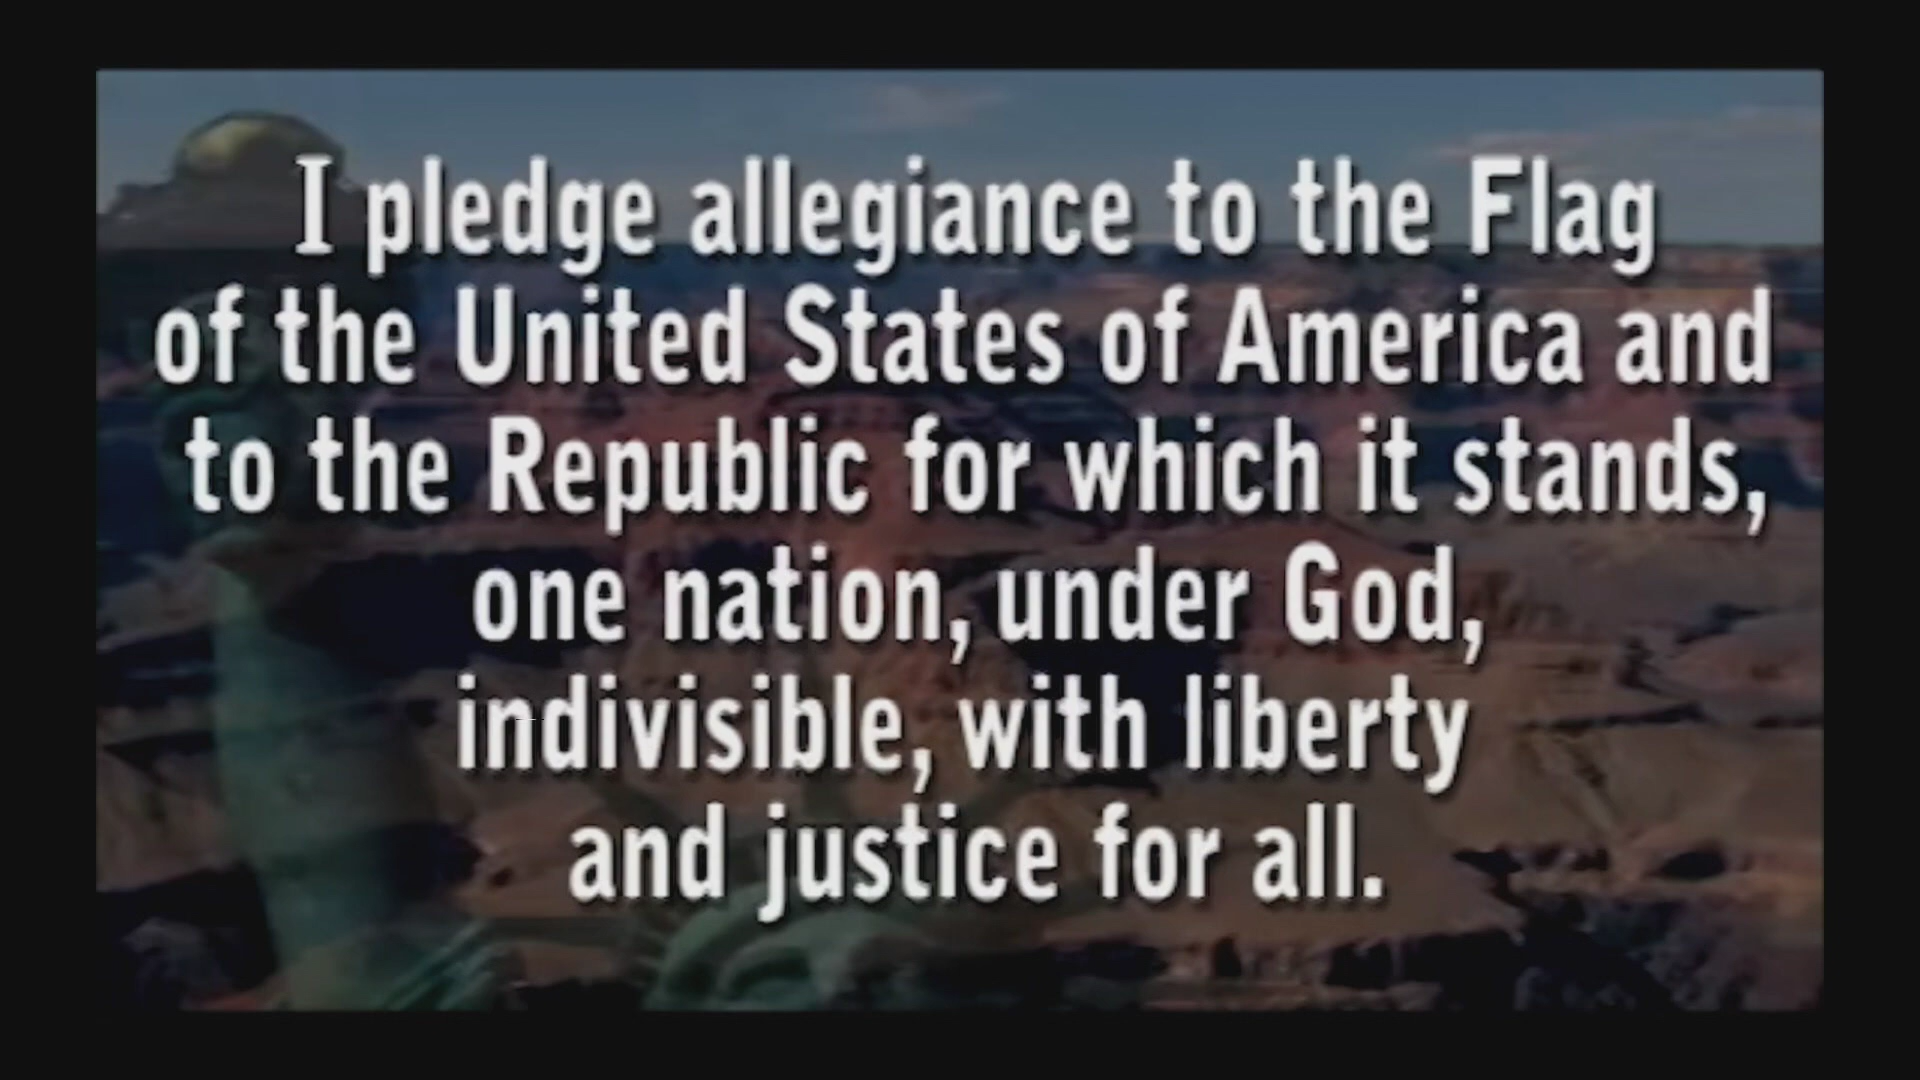 I pledge allegiance to the Flag
of the United States of America and
to the Republic for which it stands,
one nation, under God,
indivisible, with liberty
and justice for all.